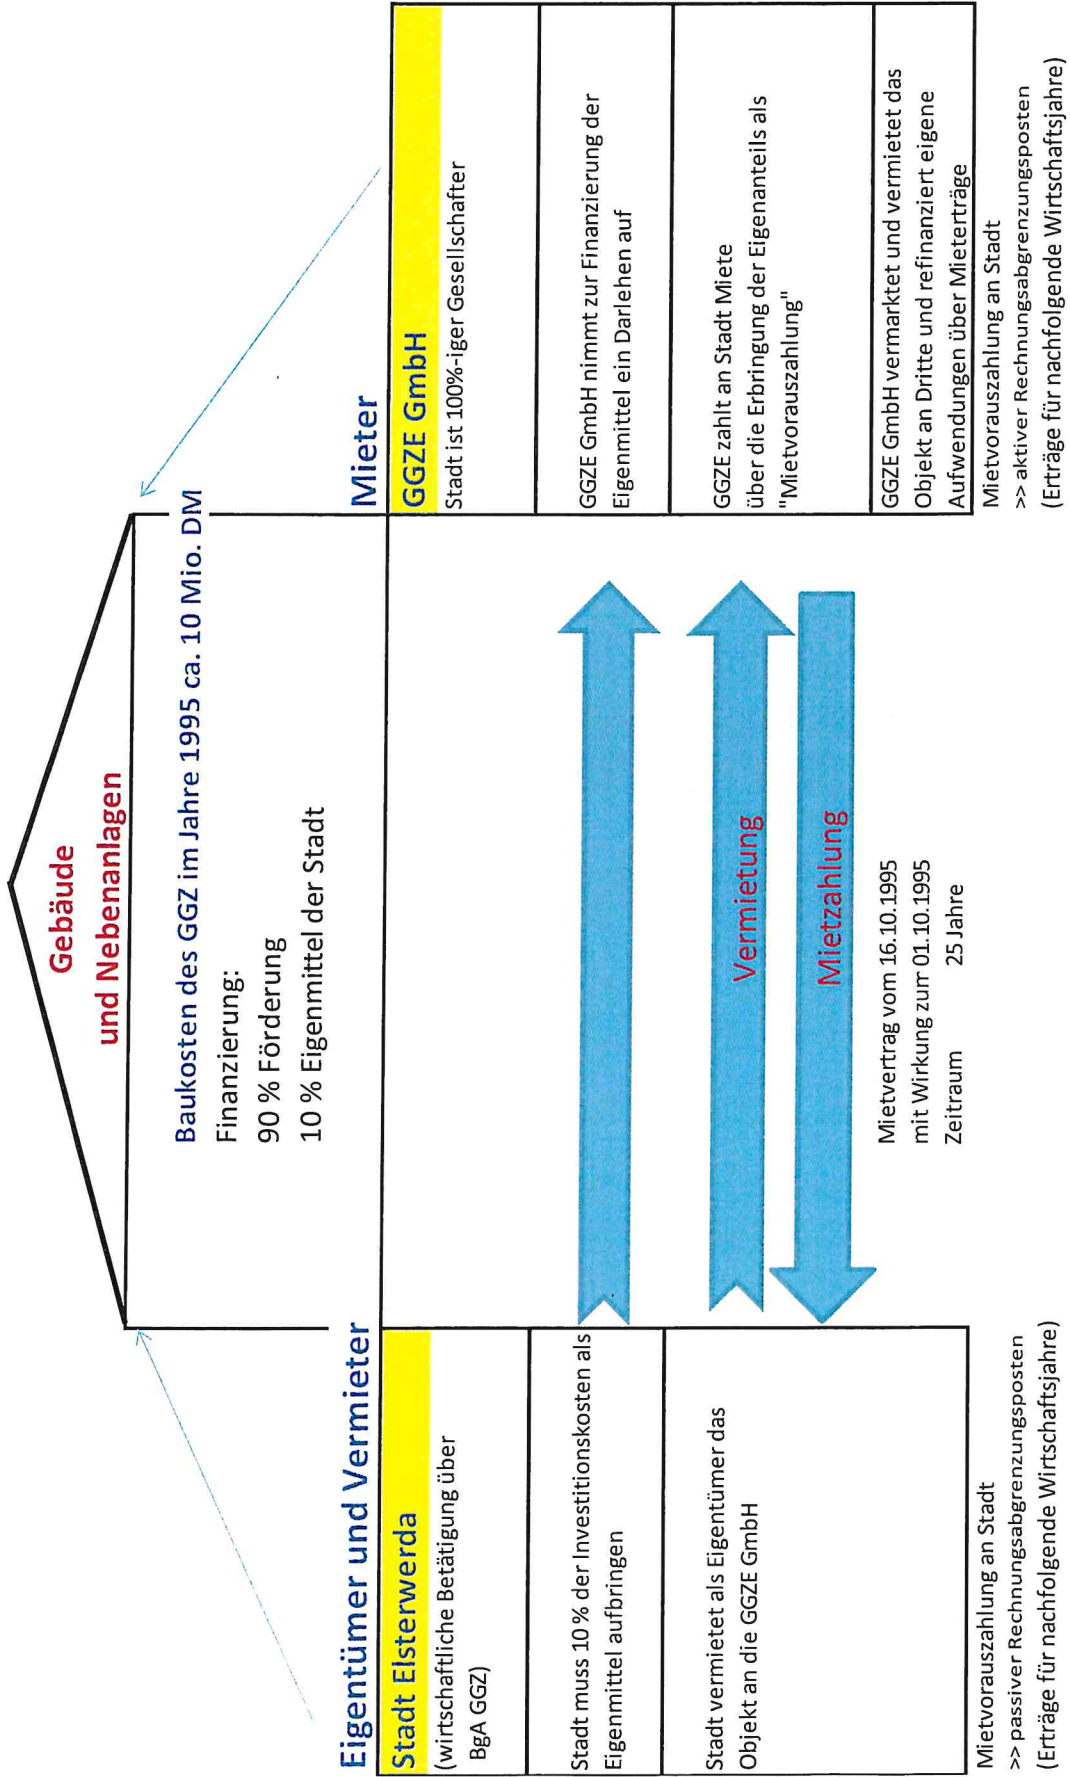 Gebäude
und Nebenanlagen
Baukosten des GGZ im Jahre 1995 ca. 10 Mio. DM
Finanzierung:
90 % Förderung
10 % Eigenmittel der Stadt
Eigentümer und Vermieter
Stadt Elsterwerda
(wirtschaftliche Betätigung über
BgA GGZ)
Stadt muss 10 % der Investitionskosten als
Eigenmittel aufbringen
Stadt vermietet als Eigentümer das
Objekt an die GGZE GmbH
Mietvorauszahlung an Stadt
>> passiver Rechnungsabgrenzungsposten
(Erträge für nachfolgende Wirtschaftsjahre)
Vermietung
Mietzahlung
Mietvertrag vom 16.10.1995
mit Wirkung zum 01.10.1995
Zeitraum 25 Jahre
Mieter
GGZE GmbH
Stadt ist 100%-iger Gesellschafter
GGZE GmbH nimmt zur Finanzierung der
Eigenmittel ein Darlehen auf
GGZE zahlt an Stadt Miete
über die Erbringung der Eigenanteils als
"Mietvorauszahlung"
GGZE GmbH vermarktet und vermietet das
Objekt an Dritte und refinanziert eigene
Aufwendungen über Mieterträge
Mietvorauszahlung an Stadt
>> aktiver Rechnungsabgrenzungsposten
(Erträge für nachfolgende Wirtschaftsjahre)